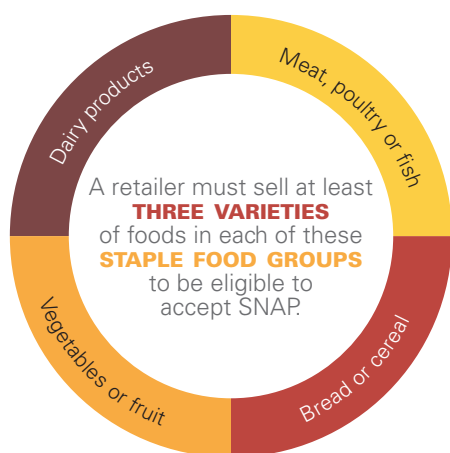 Dairy products
Meat, poultry or fish
A retailer must sell at least
THREE VARIETIES
of foods in each of these
STAPLE FOOD GROUPS
to be eligible to
accept SNAP.
Vegetables or fruit
Bread or cereal